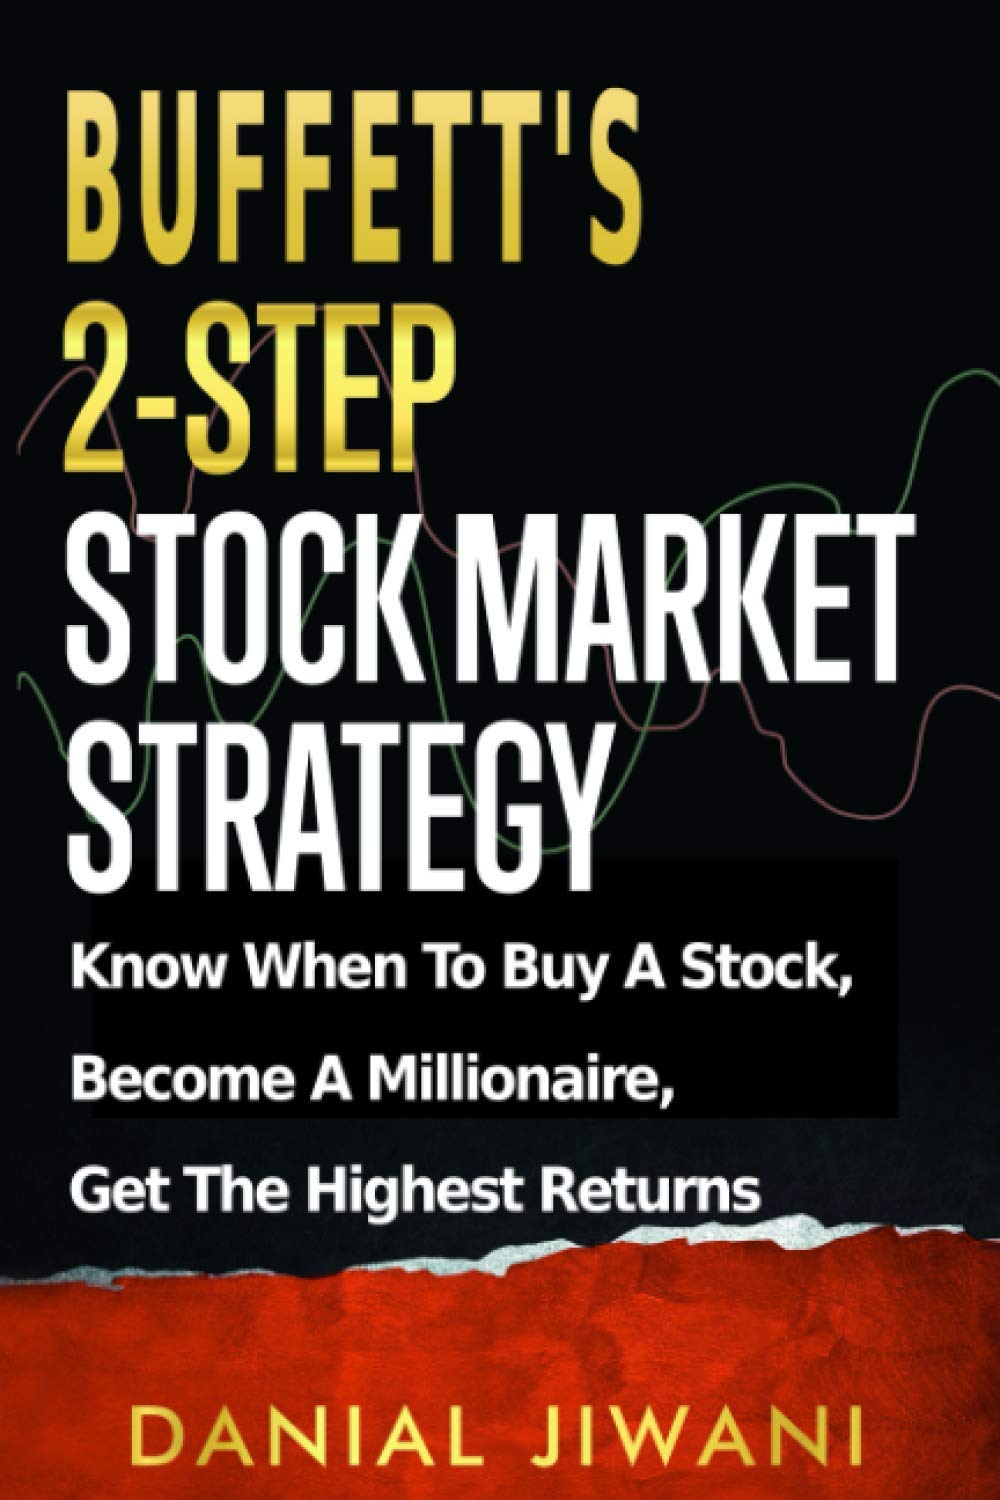 BUFFETT'S
2-STEP
STOCK MARKET
STRATEGY
Know When To Buy A Stock,
Become A Millionaire,
Get The Highest Returns
DANIAL JIWANI